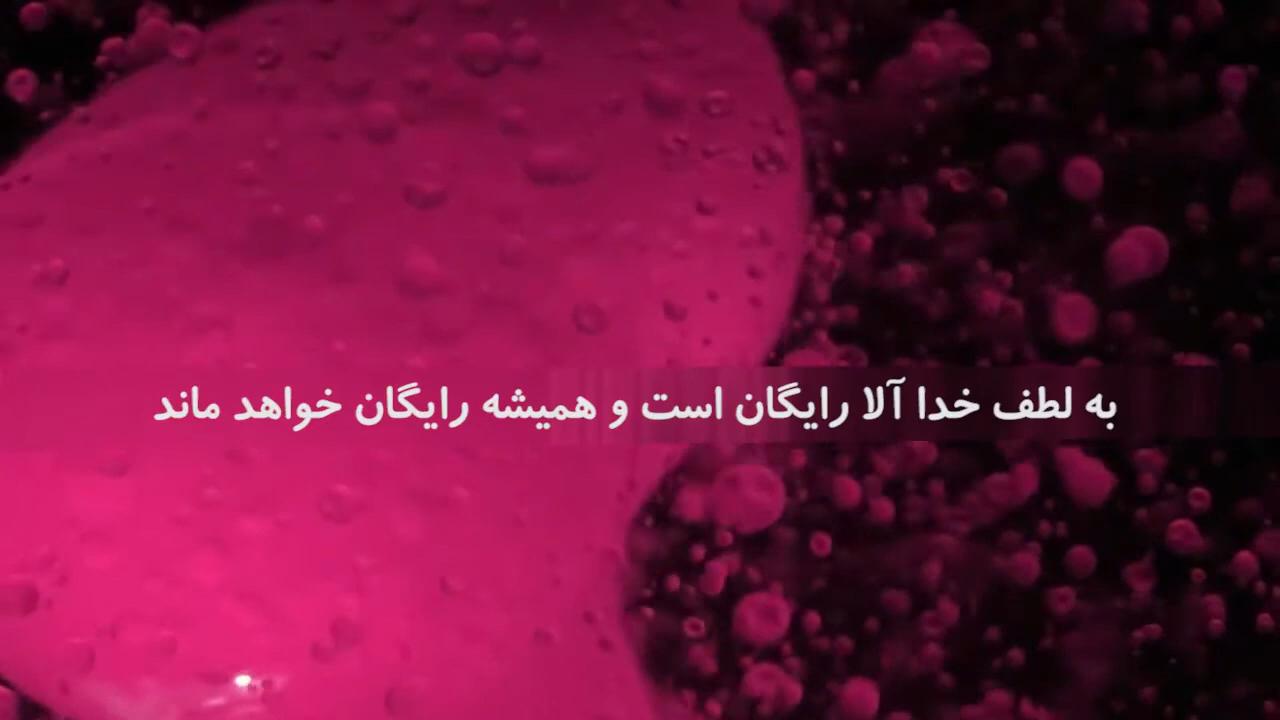 به لطف خدا آلا رایگان است و همیشه رایگان خواهد ماند